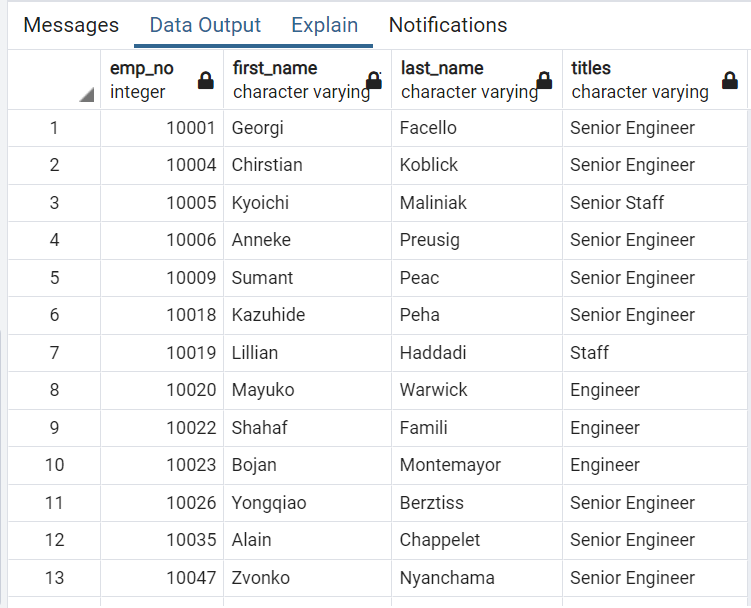 Messages Data Output Explain Notifications
emp_no first_name last_name titles
integer character varying character varying character varying
1 10001 Georgi Facello Senior Engineer
2 10004 Chirstian Koblick Senior Engineer
3 10005 Kyoichi Maliniak Senior Staff
4 10006 Anneke Preusig Senior Engineer
5 10009 Sumant Peac Senior Engineer
6 10018 Kazuhide Peha Senior Engineer
7 10019 Lillian Haddadi Staff
8 10020 Mayuko Warwick Engineer
9 10022 Shahaf Famili Engineer
10 10023 Bojan Montemayor Engineer
11 10026 Yongqiao Berztiss Senior Engineer
12 10035 Alain Chappelet Senior Engineer
13 10047 Zvonko Nyanchama Senior Engineer